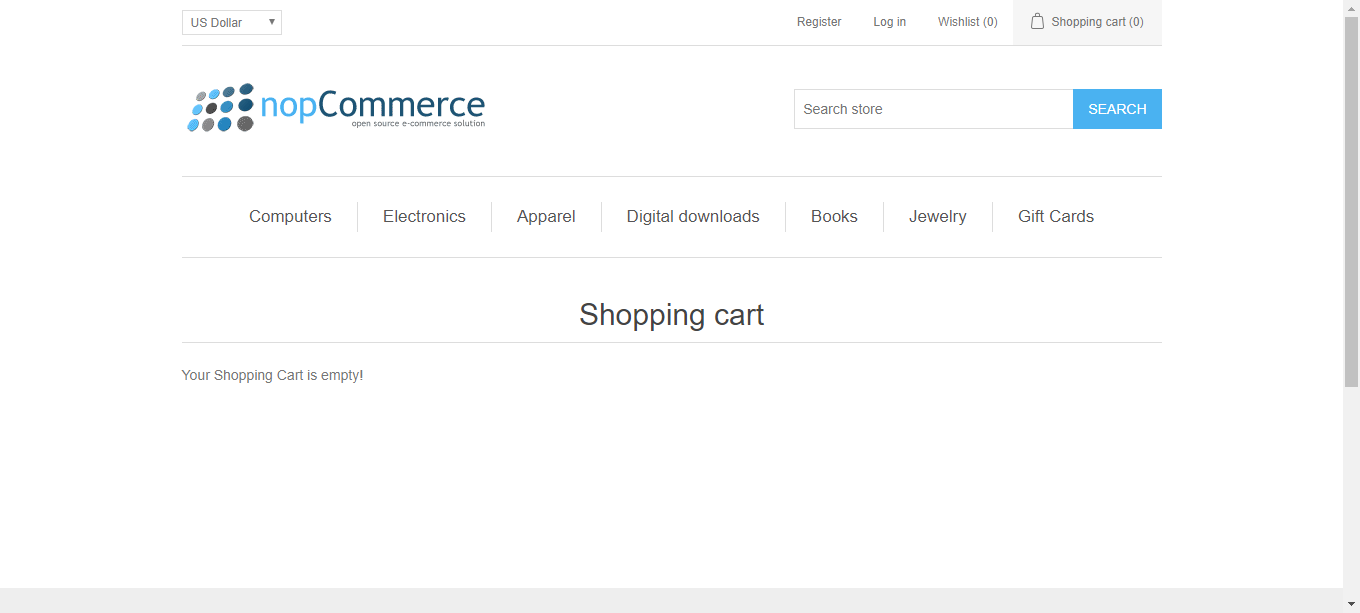 US Dollar
Register Log in Wishlist (0) Shopping cart (0)
nopCommerce
open source e-commerce solution
Search store SEARCH
Computers Electronics Apparel Digital downloads Books Jewelry Gift Cards
Shopping cart
Your Shopping Cart is empty!